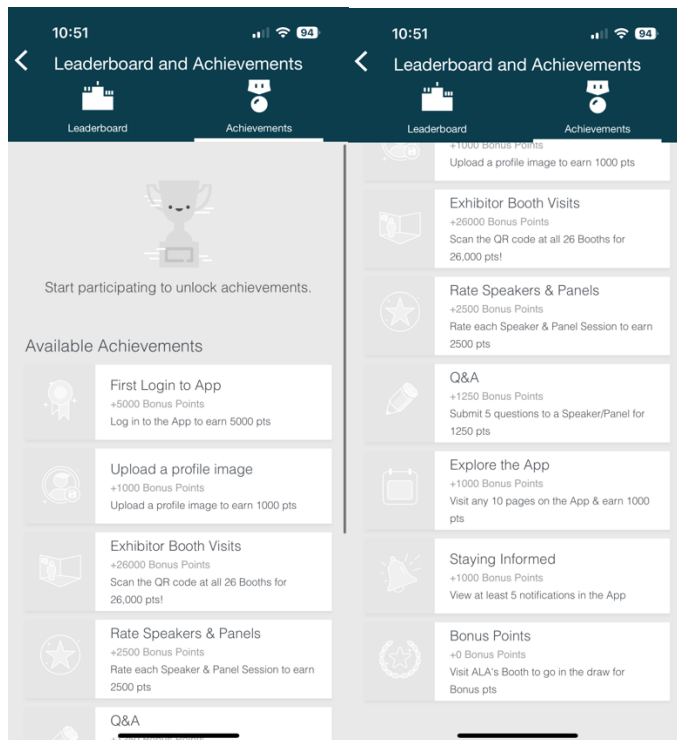 10:51
94
Leaderboard and Achievements
Leaderboard
Achievements
Start participating to unlock achievements.
Available Achievements
First Login to App
+5000 Bonus Points
Log in to the App to earn 5000 pts
Upload a profile image
+1000 Bonus Points
Upload a profile image to earn 1000 pts
Exhibitor Booth Visits
+26000 Bonus Points
Scan the QR code at all 26 Booths for
26,000 pts!
Rate Speakers & Panels
+2500 Bonus Points
Rate each Speaker & Panel Session to earn
2500 pts
Q&A
10:51
94
Leaderboard and Achievements
Leaderboard
Achievements
+1000 Bonus Points
Upload a profile image to earn 1000 pts
Exhibitor Booth Visits
+26000 Bonus Points
Scan the QR code at all 26 Booths for
26,000 pts!
Rate Speakers & Panels
+2500 Bonus Points
Rate each Speaker & Panel Session to earn
2500 pts
Q&A
+1250 Bonus Points
Submit 5 questions to a Speaker/Panel for
1250 pts
Explore the App
+1000 Bonus Points
Visit any 10 pages on the App & earn 1000
pts
Staying Informed
+1000 Bonus Points
View at least 5 notifications in the App
Bonus Points
+0 Bonus Points
Visit ALA's Booth to go in the draw for
Bonus pts